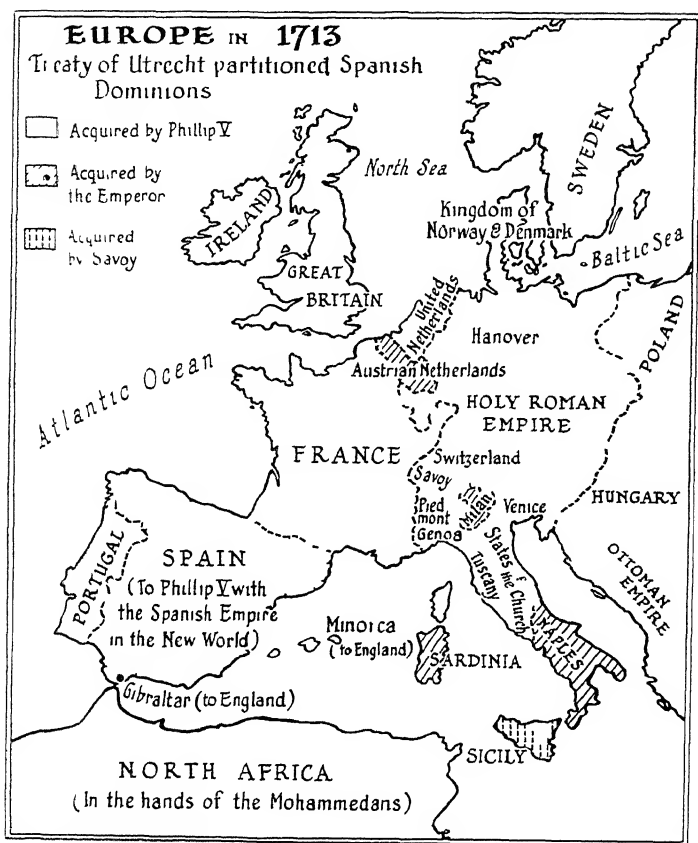 EUROPE IN 1713
Treaty of Utrecht partitioned Spanish
Dominions
Acquired by Phillip V
Acquired by
the Emperor
Acquired
by Savoy
North Sea
SWEDEN
IRELAND
Kingdom of
Norway & Denmark
Baltic Sea
GREAT
BRITAIN
United
Netherlands
Hanover
POLAND
Austrian Netherlands
Atlantic Ocean
HOLY ROMAN
EMPIRE
FRANCE
Switzerland
Savoy
HUNGARY
Pied
mont
Milan
Venice
Genoa
PORTUGAL
SPAIN
(To Phillip V with
the Spanish Empire
in the New World)
Tuscany
States
of the Church
OTTOMAN
EMPIRE
Minorca
(to England)
SARDINIA
NAPLES
Gibraltar (to England)
SICILY
NORTH AFRICA
(In the hands of the Mohammedans)